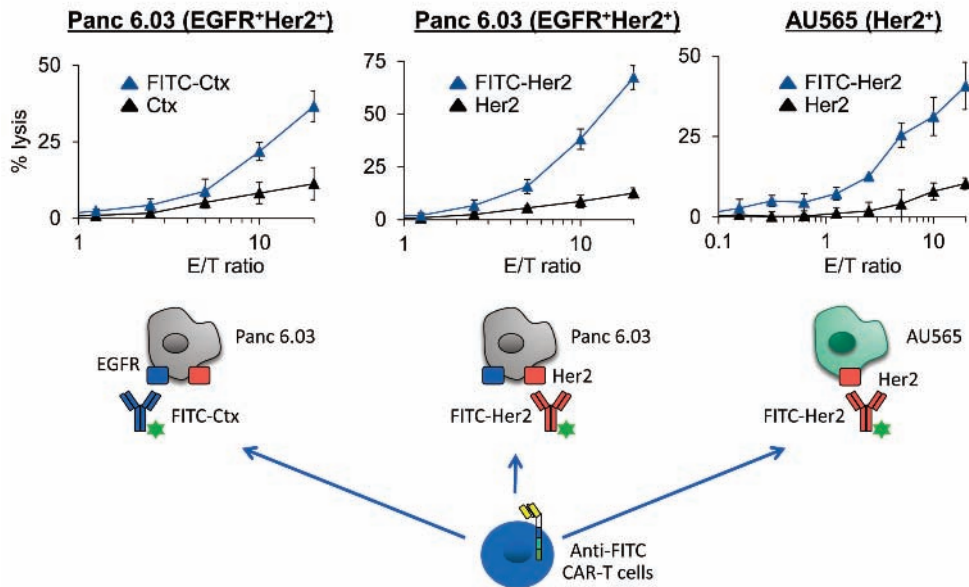 Panc 6.03 (EGFR⁺Her2⁺)
50
25
0
% lysis
FITC-Ctx
Ctx
1
10
E/T ratio
Panc 6.03 (EGFR⁺Her2⁺)
75
50
25
0
FITC-Her2
Her2
1
10
E/T ratio
AU565 (Her2⁺)
50
25
0
FITC-Her2
Her2
0.1
1
10
E/T ratio
Panc 6.03
EGFR
FITC-Ctx
Panc 6.03
Her2
FITC-Her2
AU565
Her2
FITC-Her2
Anti-FITC
CAR-T cells